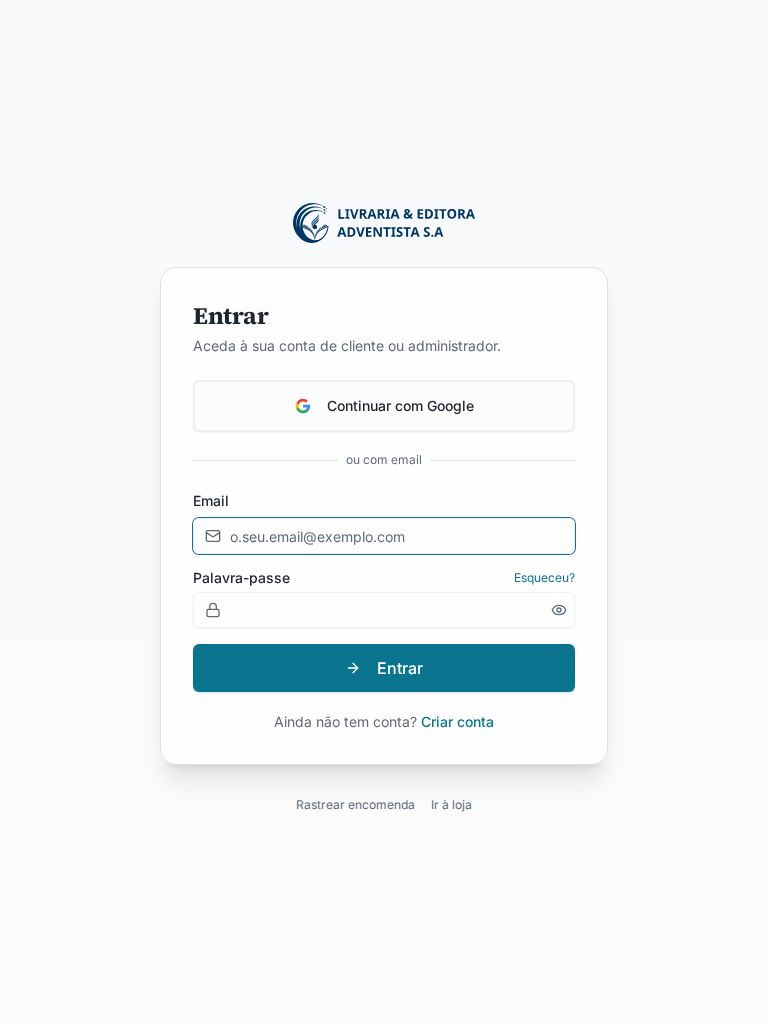 LIVRARIA & EDITORA
ADVENTISTA S.A
Entrar
Aceda à sua conta de cliente ou administrador.
Continuar com Google
ou com email
Email
o.seu.email@exemplo.com
Palavra-passe Esqueceu?
Entrar
Ainda não tem conta? Criar conta
Rastrear encomenda Ir à loja